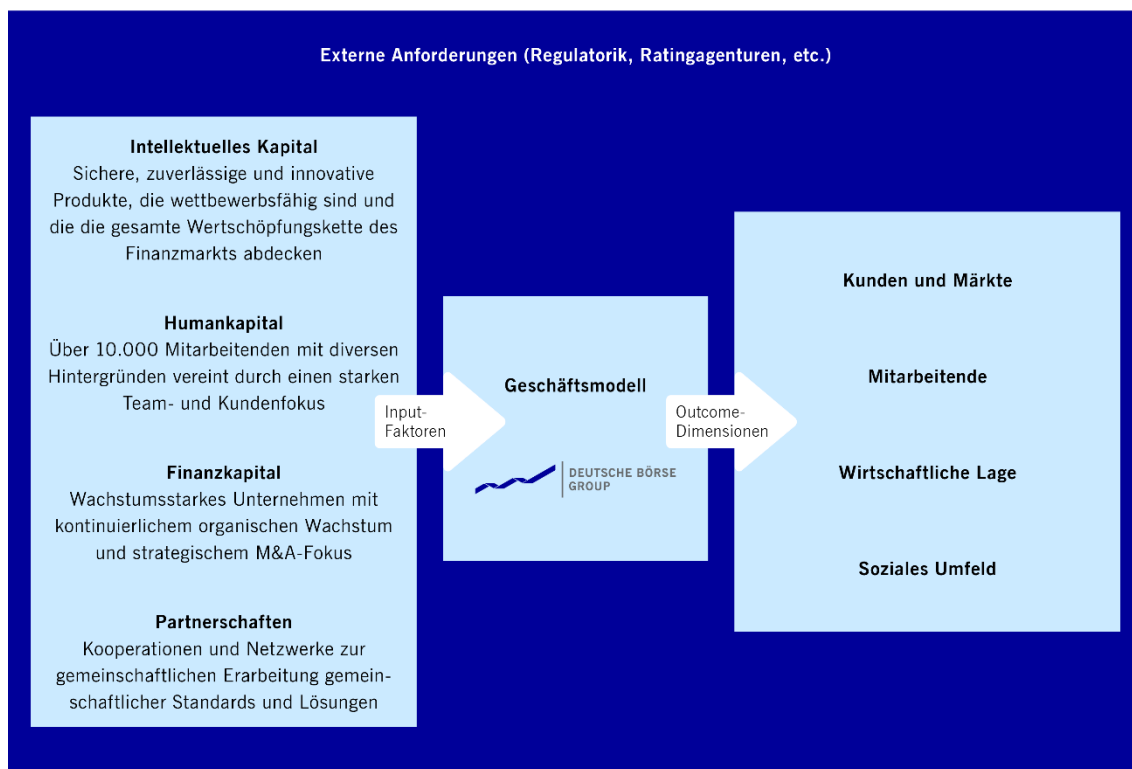 Externe Anforderungen (Regulatorik, Ratingagenturen, etc.)
Intellektuelles Kapital
Sichere, zuverlässige und innovative
Produkte, die wettbewerbsfähig sind und
die die gesamte Wertschöpfungskette des
Finanzmarkts abdecken
Humankapital
Über 10.000 Mitarbeitenden mit diversen
Hintergründen vereint durch einen starken
Team- und Kundenfokus
Finanzkapital
Wachstumsstarkes Unternehmen mit
kontinuierlichem organischen Wachstum
und strategischem M&A-Fokus
Partnerschaften
Kooperationen und Netzwerke zur
gemeinschaftlichen Erarbeitung gemein-
schaftlicher Standards und Lösungen
Input-
Faktoren
Geschäftsmodell
DEUTSCHE BÖRSE
GROUP
Outcome-
Dimensionen
Kunden und Märkte
Mitarbeitende
Wirtschaftliche Lage
Soziales Umfeld